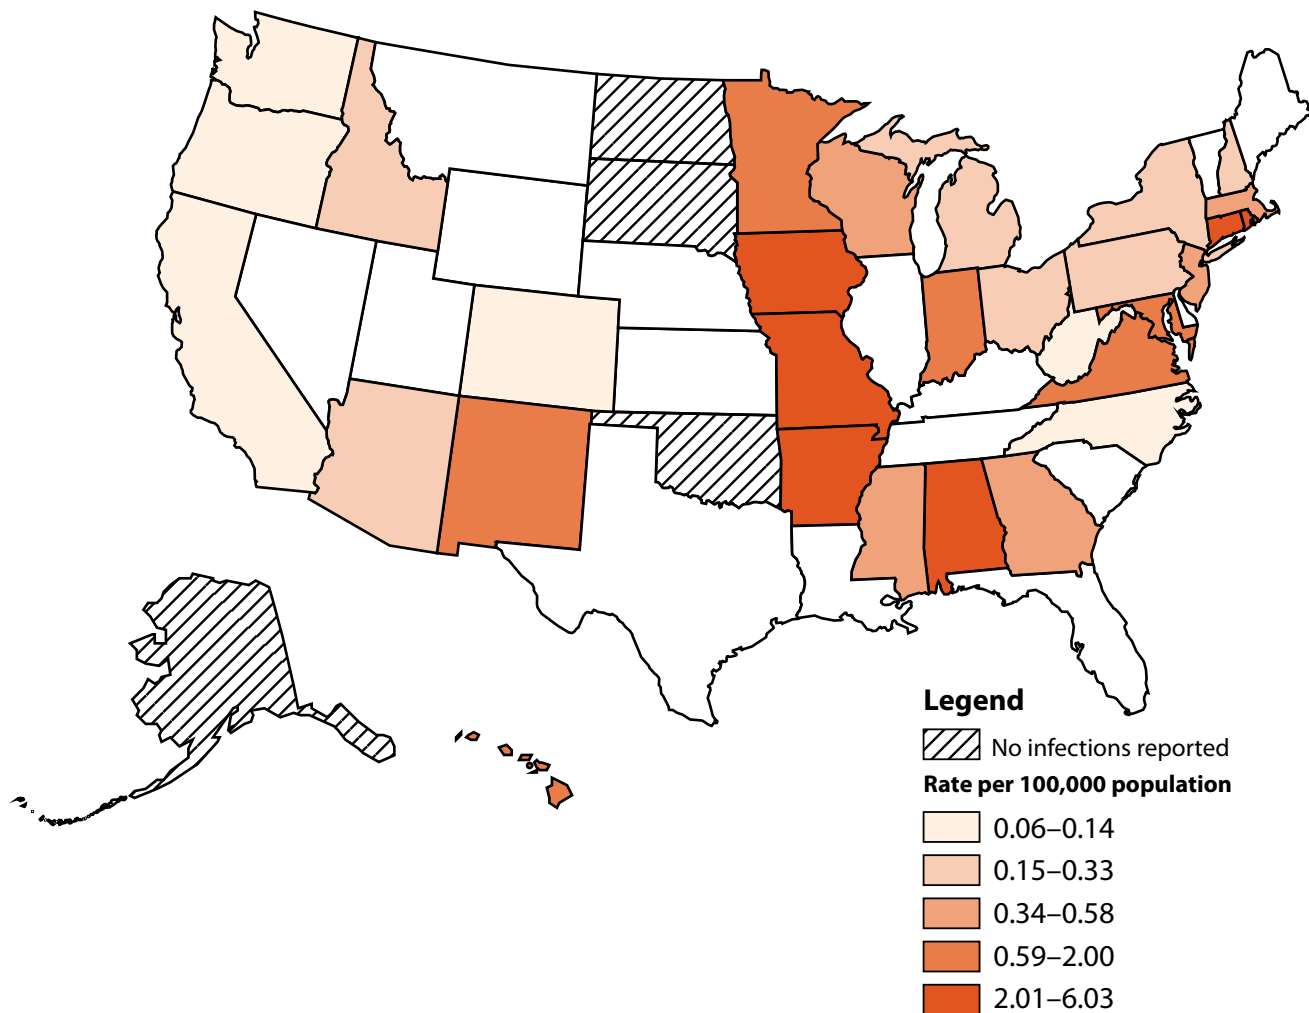 Legend
No infections reported
Rate per 100,000 population
0.06–0.14
0.15–0.33
0.34–0.58
0.59–2.00
2.01–6.03